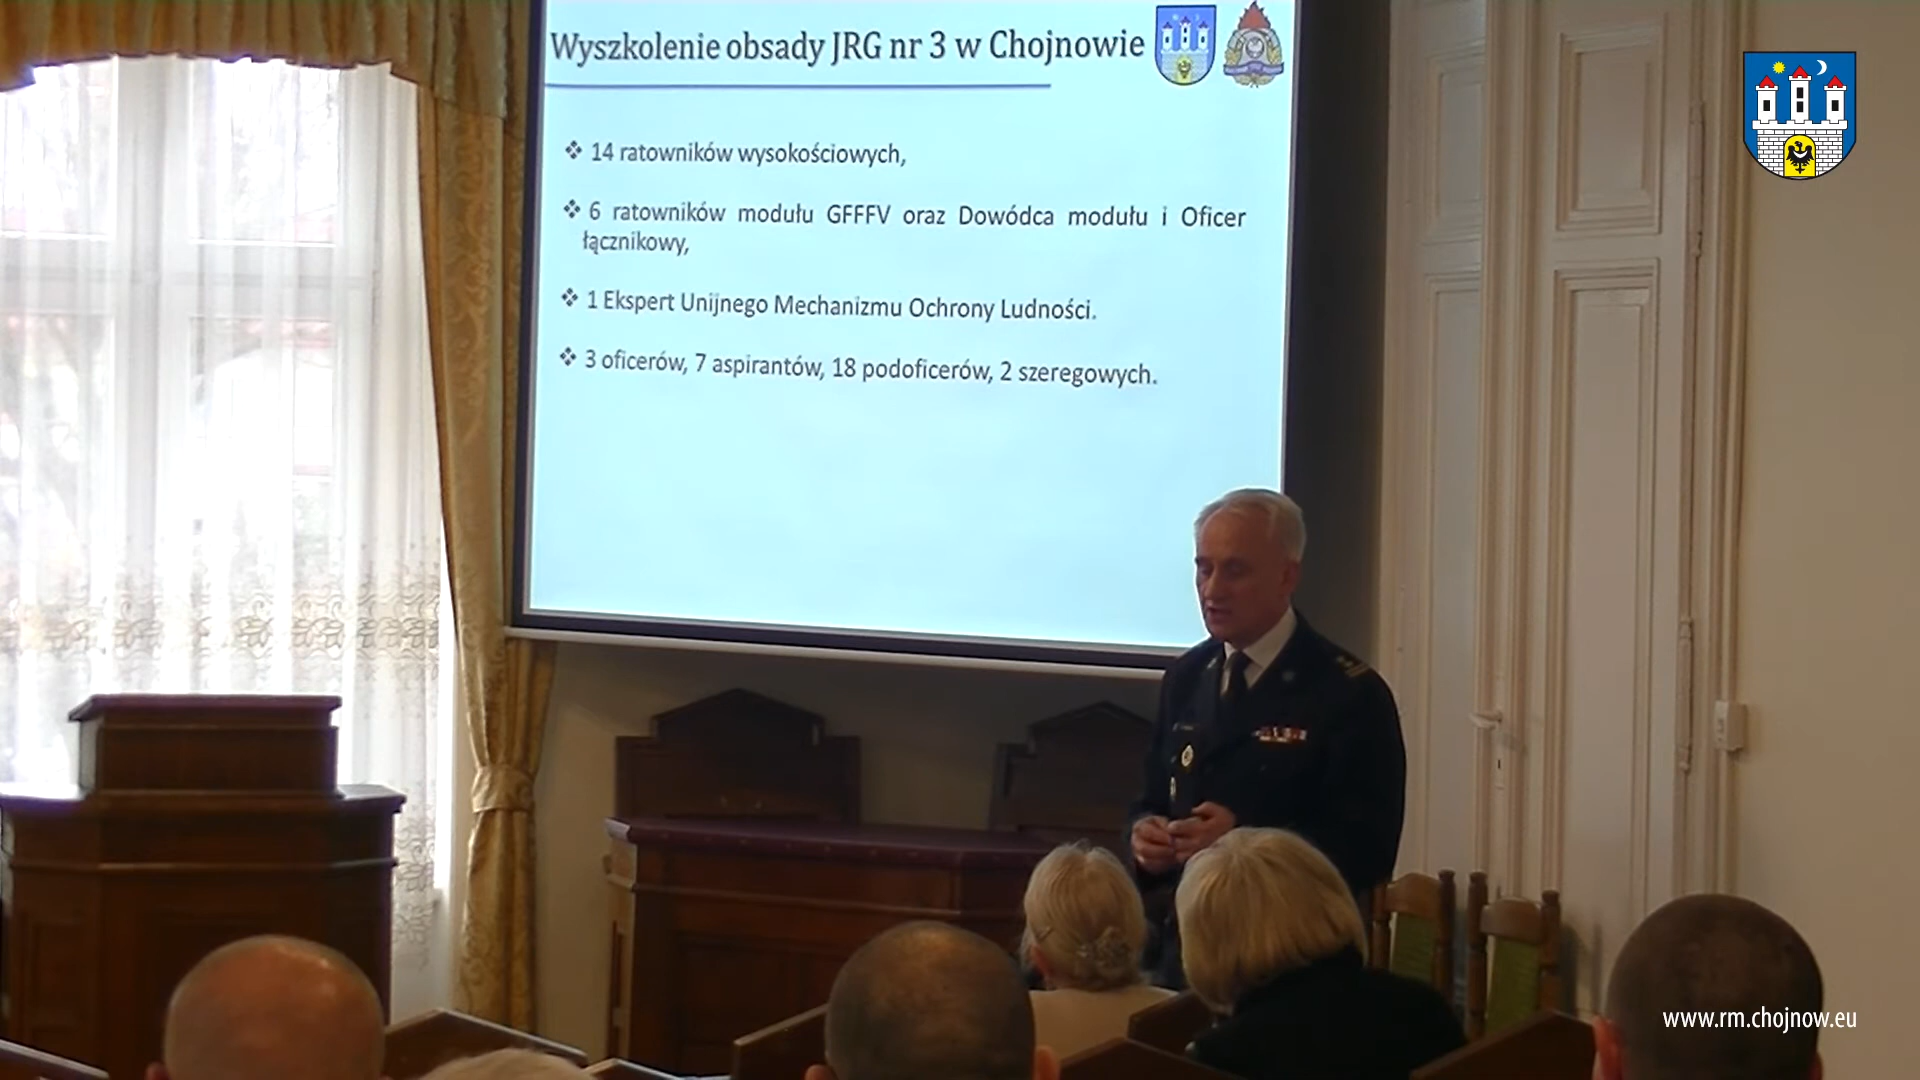 Wyszkolenie obsady JRG nr 3 w Chojnowie
❖ 14 ratowników wysokościowych,
❖ 6 ratowników modułu GFFFV oraz Dowódca modułu i Oficer
łącznikowy,
❖ 1 Ekspert Unijnego Mechanizmu Ochrony Ludności.
❖ 3 oficerów, 7 aspirantów, 18 podoficerów, 2 szeregowych.
www.rm.chojnow.eu